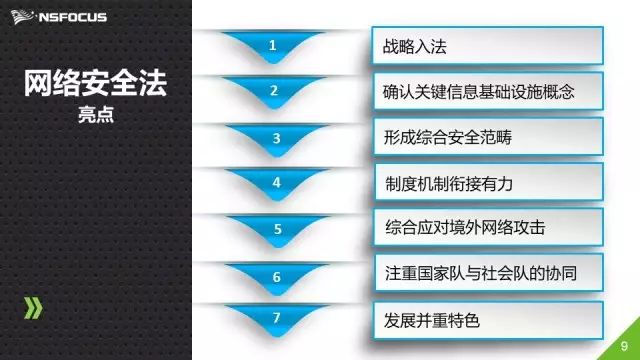 NSFOCUS
网络安全法
亮点
1 战略入法
2 确认关键信息基础设施概念
3 形成综合安全范畴
4 制度机制衔接有力
5 综合应对境外网络攻击
6 注重国家队与社会队的协同
7 发展并重特色
9